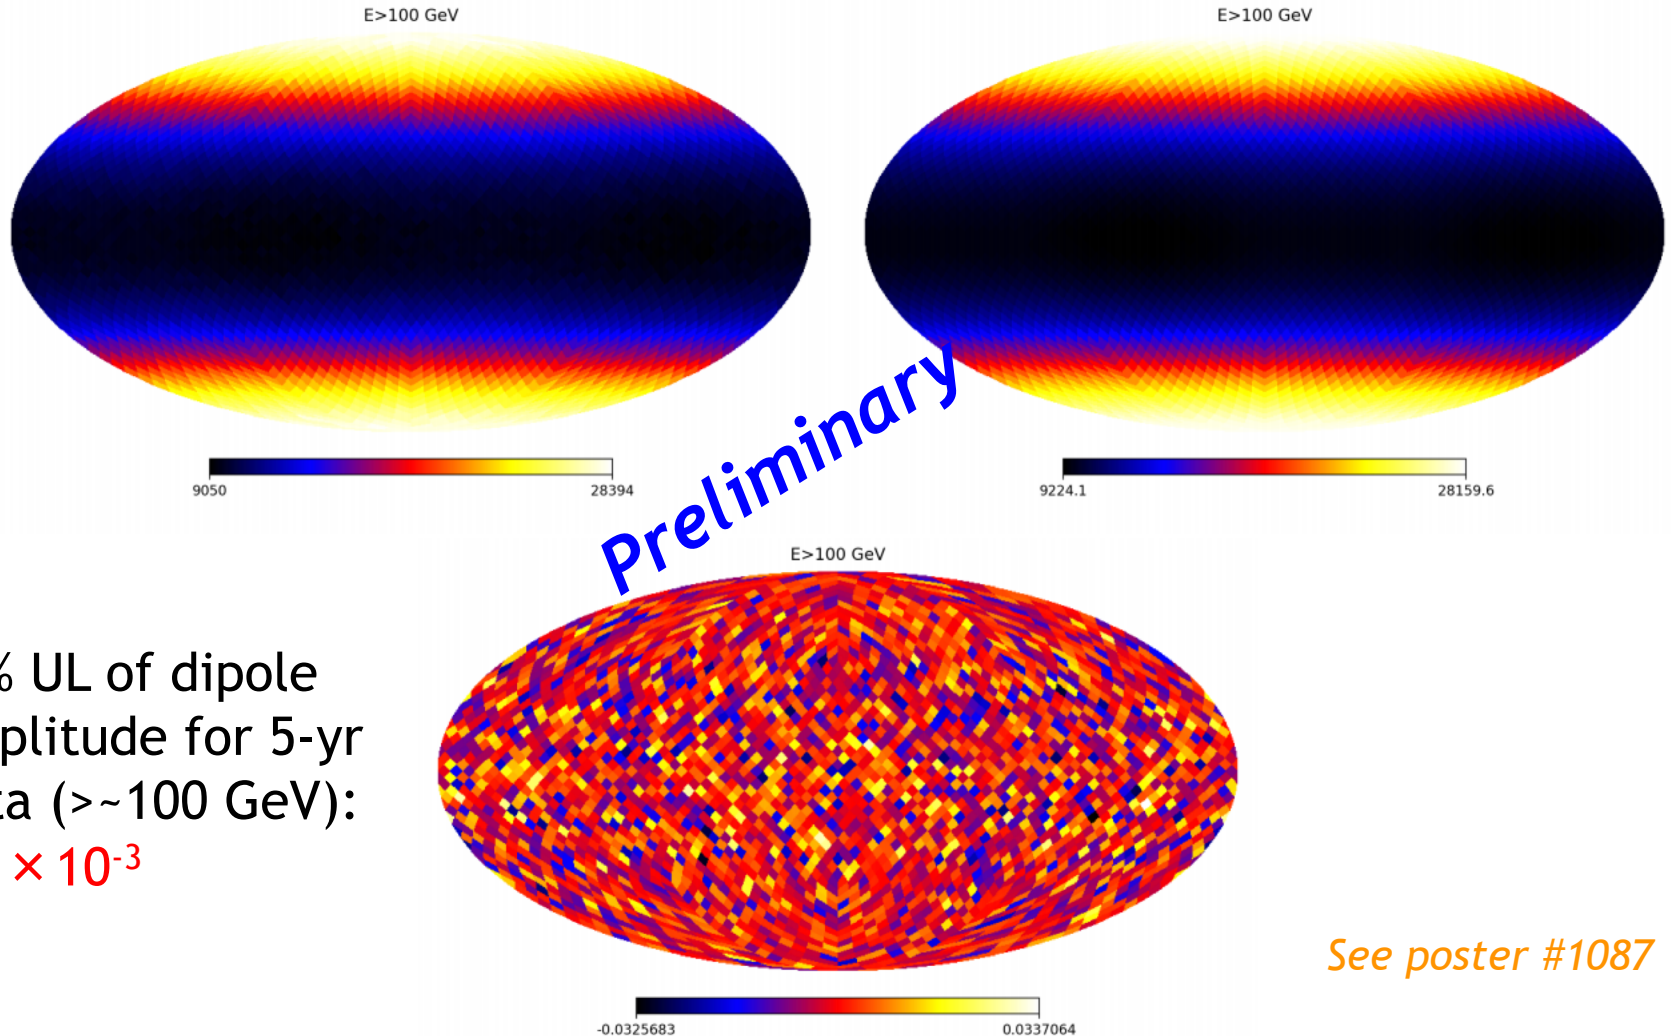 E>100 GeV
E>100 GeV
9050 28394
9224.1 28159.6
Preliminary
E>100 GeV
% UL of dipole
plitude for 5-yr
ta (>~100 GeV):
× 10-3
See poster #1087
-0.0325683 0.0337064